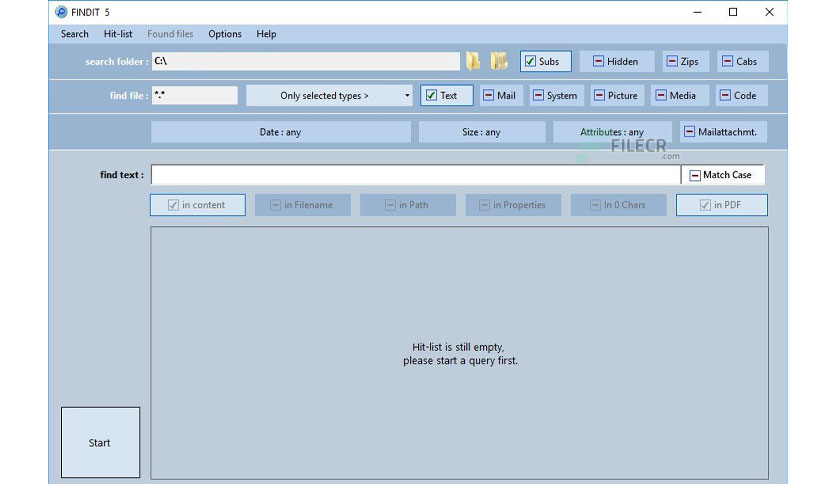 FINDIT 5
Search Hit-list Found files Options Help
search folder : C:\ Subs Hidden Zips Cabs
find file : *.* Only selected types > Text Mail System Picture Media Code
Date : any Size : any Attributes : any Mailattachmt.
FILECR
.com
find text : Match Case
in content in Filename in Path in Properties In 0 Chars in PDF
Hit-list is still empty,
please start a query first.
Start